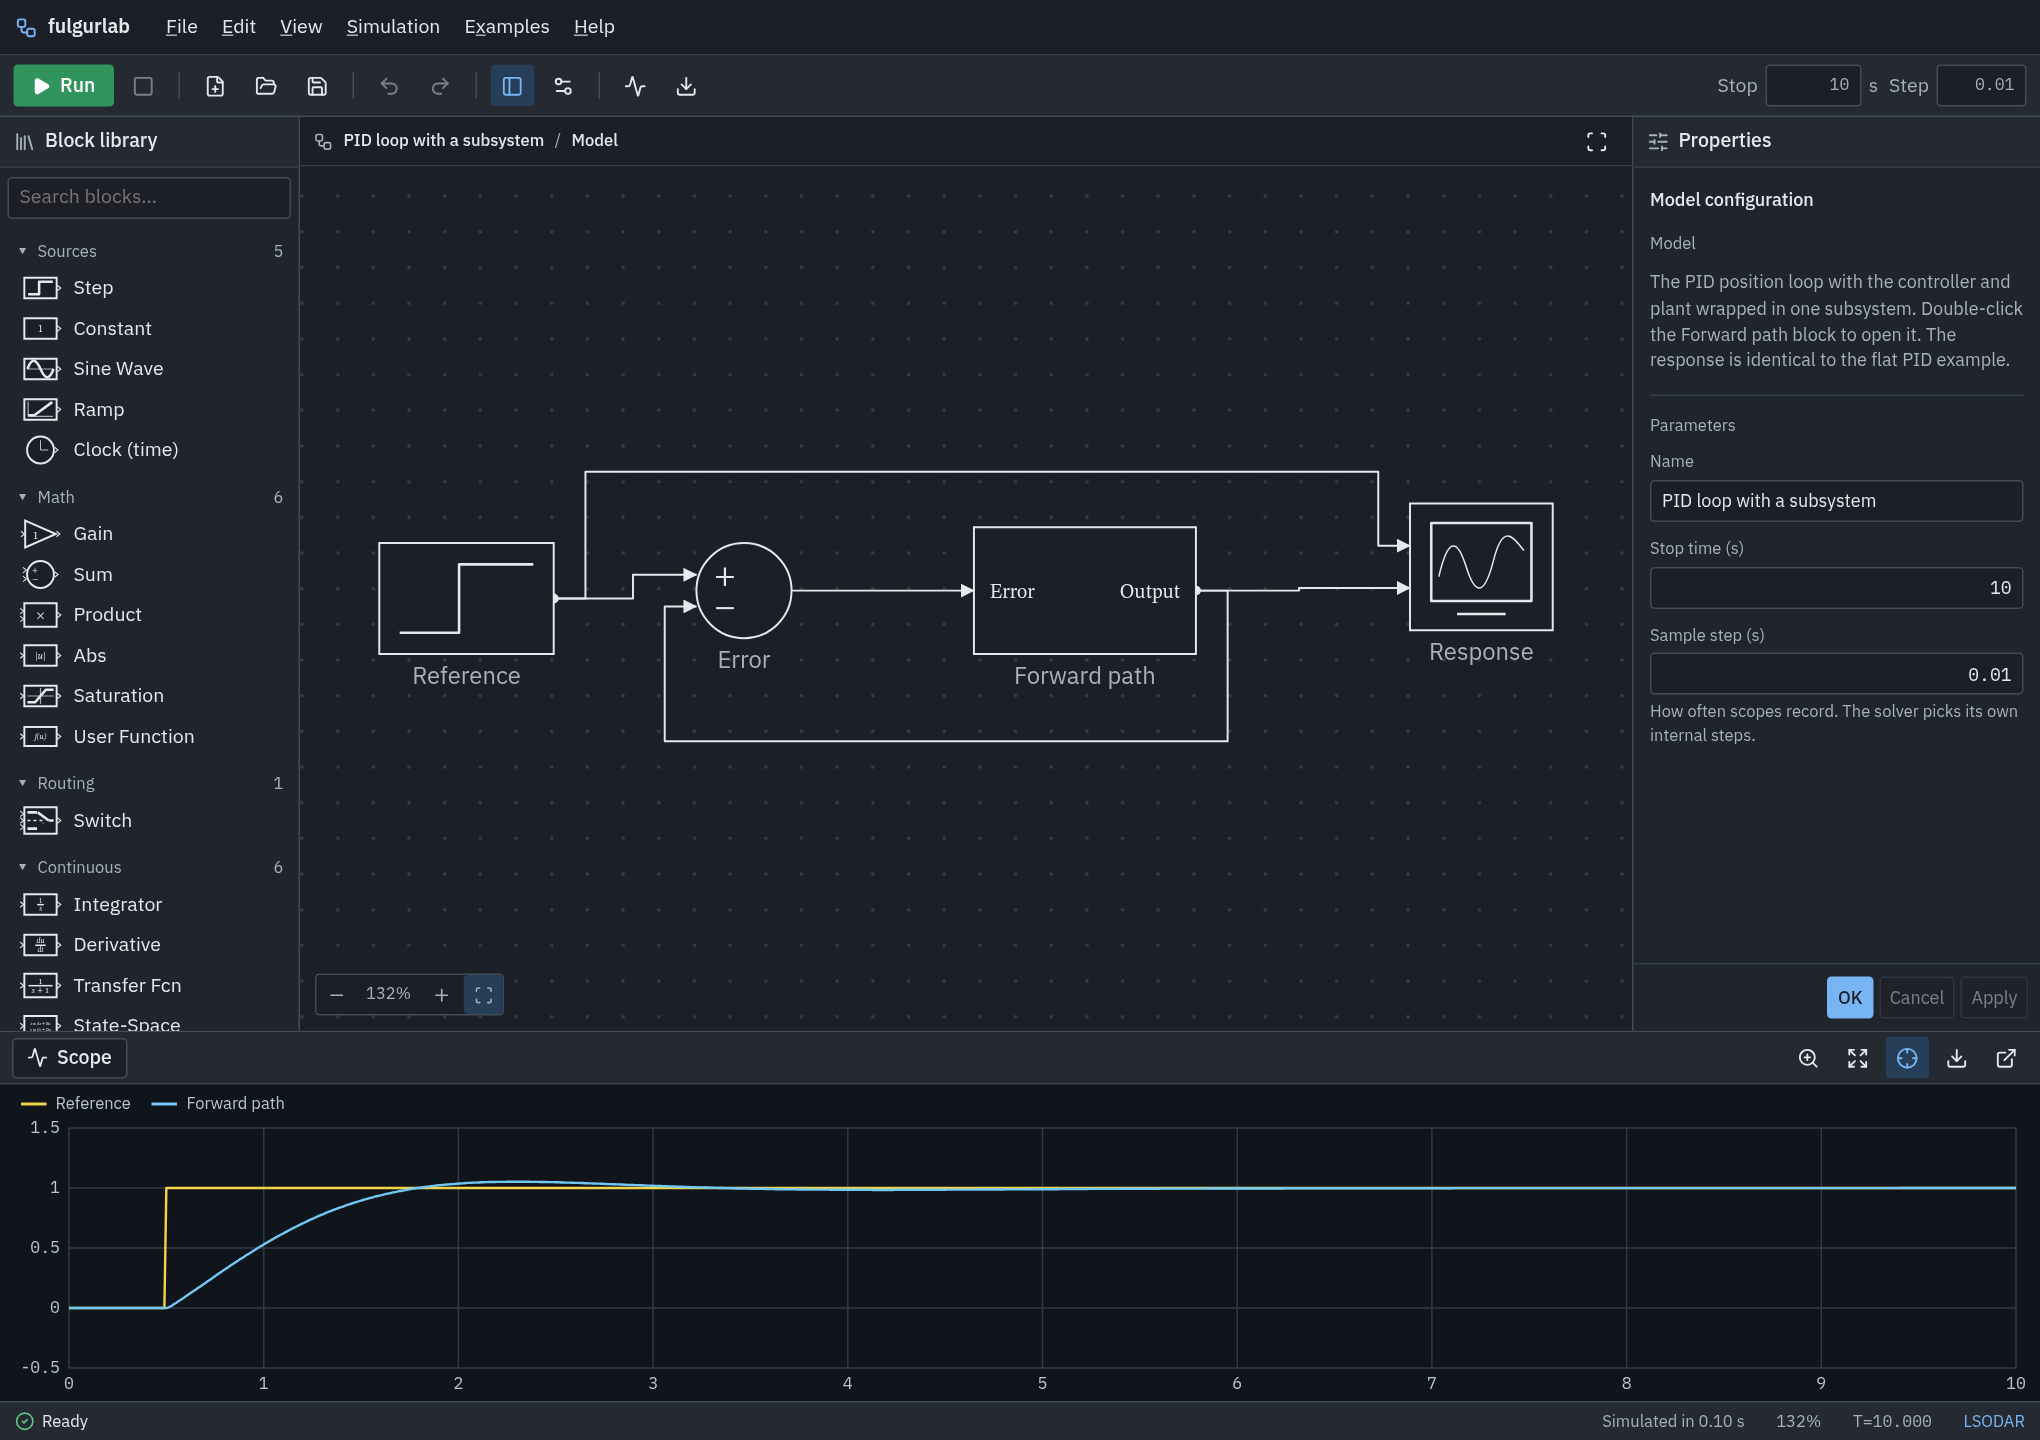 fulgurlab File Edit View Simulation Examples Help
Run Stop 10 s Step 0.01
Block library
Search blocks...
Sources 5
Step
Constant
Sine Wave
Ramp
Clock (time)
Math 6
Gain
Sum
Product
Abs
Saturation
User Function
Routing 1
Switch
Continuous 6
Integrator
Derivative
Transfer Fcn
State-Space
PID loop with a subsystem / Model
Reference
+
−
Error
Error Output
Forward path
Response
− 132% +
Properties
Model configuration
Model
The PID position loop with the controller and
plant wrapped in one subsystem. Double-click
the Forward path block to open it. The
response is identical to the flat PID example.
Parameters
Name
PID loop with a subsystem
Stop time (s)
10
Sample step (s)
0.01
How often scopes record. The solver picks its own
internal steps.
OK Cancel Apply
Scope
Reference Forward path
1.5
1
0.5
0
-0.5
0 1 2 3 4 5 6 7 8 9 10
Ready Simulated in 0.10 s 132% T=10.000 LSODAR